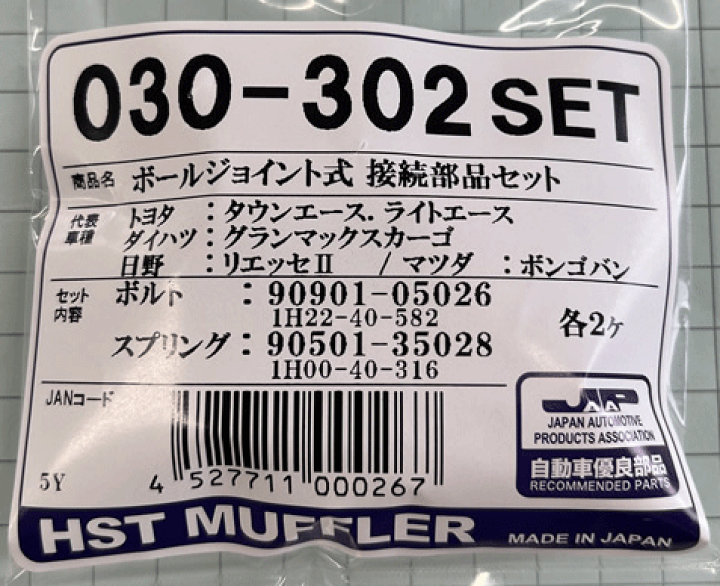 030-302 SET
商品名 ボールジョイント式 接続部品セット
代表車種 トヨタ : タウンエース. ライトエース
ダイハツ : グランマックスカーゴ
日野 : リエッセⅡ / マツダ : ボンゴバン
セット内容 ボルト : 90901-05026
1H22-40-582
各2ケ
スプリング : 90501-35028
1H00-40-316
JANコード
5Y
4 527711 000267
JAPA
JAPAN AUTOMOTIVE
PRODUCTS ASSOCIATION
自動車優良部品
RECOMMENDED PARTS
HST MUFFLER MADE IN JAPAN